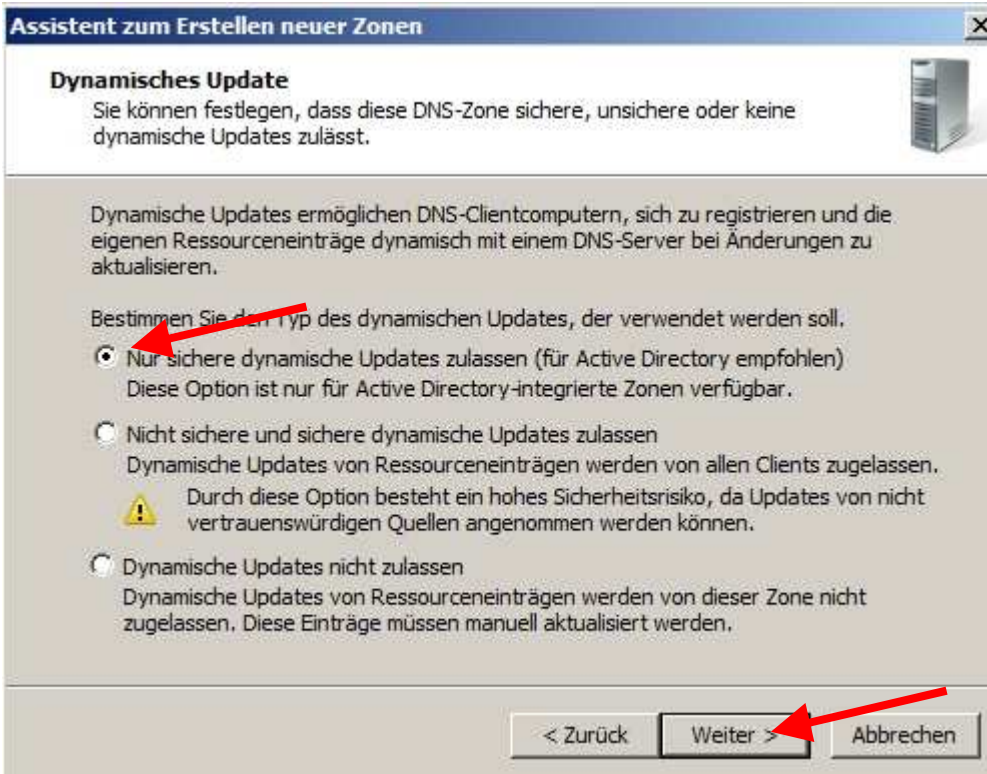 Assistent zum Erstellen neuer Zonen
Dynamisches Update
Sie können festlegen, dass diese DNS-Zone sichere, unsichere oder keine
dynamische Updates zulässt.
Dynamische Updates ermöglichen DNS-Clientcomputern, sich zu registrieren und die
eigenen Ressourceneinträge dynamisch mit einem DNS-Server bei Änderungen zu
aktualisieren.
Bestimmen Sie den Typ des dynamischen Updates, der verwendet werden soll.
Nur sichere dynamische Updates zulassen (für Active Directory empfohlen)
Diese Option ist nur für Active Directory-integrierte Zonen verfügbar.
Nicht sichere und sichere dynamische Updates zulassen
Dynamische Updates von Ressourceneinträgen werden von allen Clients zugelassen.
Durch diese Option besteht ein hohes Sicherheitsrisiko, da Updates von nicht
vertrauenswürdigen Quellen angenommen werden können.
Dynamische Updates nicht zulassen
Dynamische Updates von Ressourceneinträgen werden von dieser Zone nicht
zugelassen. Diese Einträge müssen manuell aktualisiert werden.
< Zurück Weiter > Abbrechen